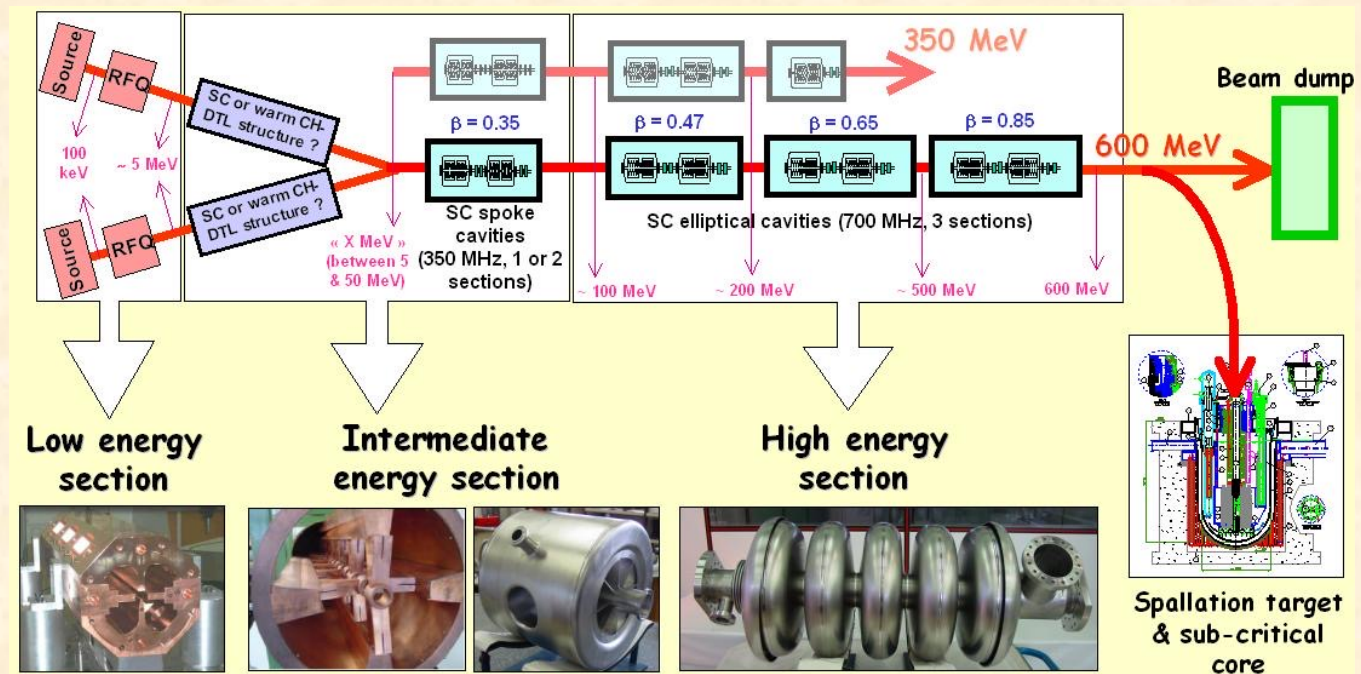 Source
RFQ
SC or warm CH-
DTL structure ?
100
keV
~ 5 MeV
SC or warm CH-
DTL structure ?
Source
RFQ
350 MeV
β = 0.35
β = 0.47
β = 0.65
β = 0.85
600 MeV
Beam dump
SC spoke
cavities
(350 MHz, 1 or 2
sections)
SC elliptical cavities (700 MHz, 3 sections)
« X MeV »
(between 5
& 50 MeV)
~ 100 MeV
~ 200 MeV
~ 500 MeV
600 MeV
Low energy
section
Intermediate
energy section
High energy
section
Spallation target
& sub-critical
core